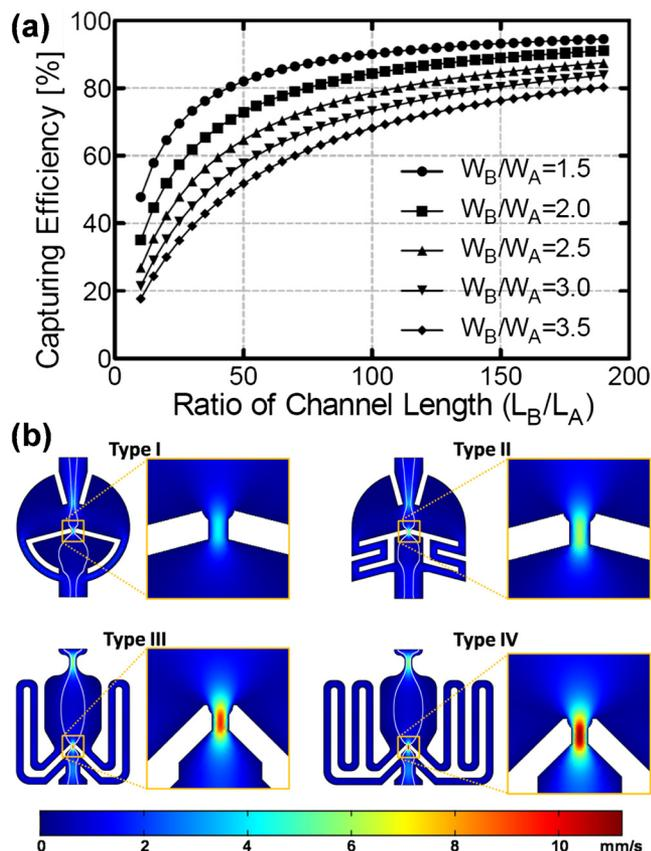 (a)
Capturing Efficiency [%]
100
80
60
40
20
0
W_B/W_A=1.5
W_B/W_A=2.0
W_B/W_A=2.5
W_B/W_A=3.0
W_B/W_A=3.5
0 50 100 150 200
Ratio of Channel Length (L_B/L_A)
(b)
Type I Type II
Type III Type IV
0 2 4 6 8 10 mm/s